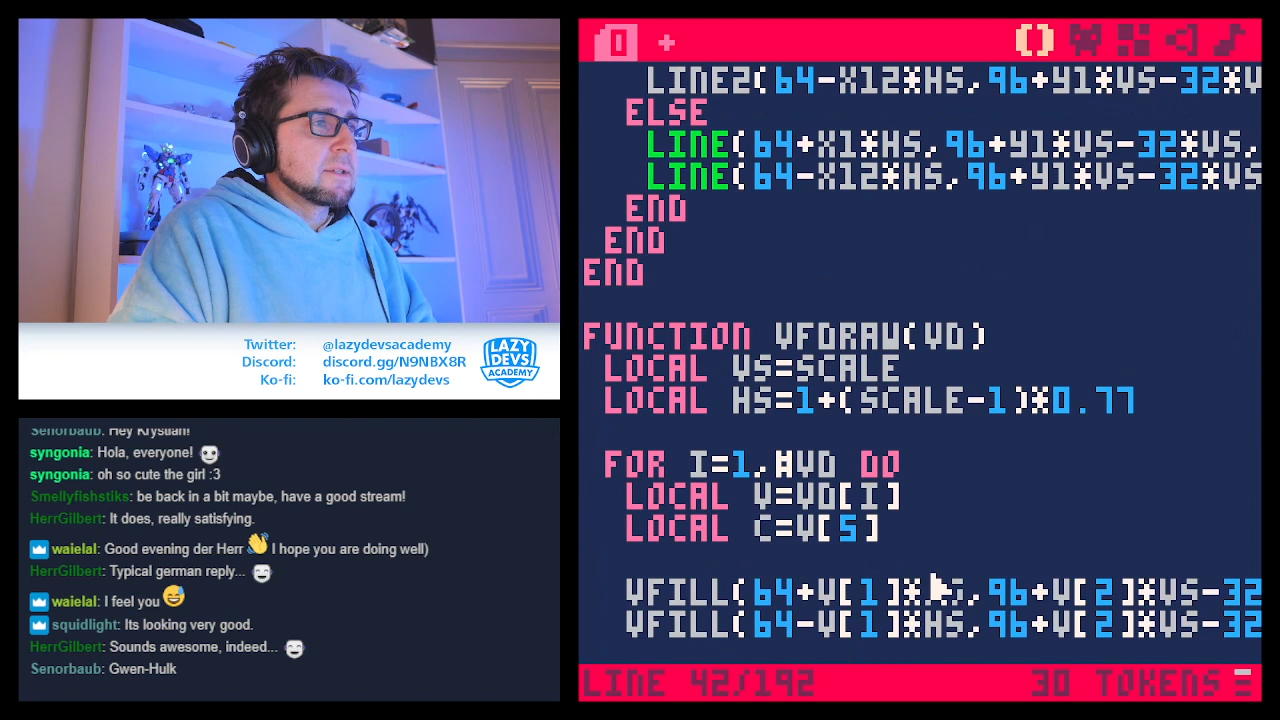 Twitter: @lazydevsacademy
Discord: discord.gg/N9NBX8R
Ko-fi: ko-fi.com/lazydevs
LAZY
DEVS
ACADEMY
Senorbaub: Hey Krystian!
syngonia: Hola, everyone!
syngonia: oh so cute the girl :3
Smellyfishstiks: be back in a bit maybe, have a good stream!
HerrGilbert: It does, really satisfying.
waielal: Good evening der Herr I hope you are doing well)
HerrGilbert: Typical german reply...
waielal: I feel you
squidlight: Its looking very good.
HerrGilbert: Sounds awesome, indeed...
Senorbaub: Gwen-Hulk
0 +
LINE2(64-X12*HS,96+Y1*VS-32*V
ELSE
LINE(64+X1*HS,96+Y1*VS-32*VS,
LINE(64-X12*HS,96+Y1*VS-32*VS
END
END
END
FUNCTION VFDRAW(VD)
LOCAL VS=SCALE
LOCAL HS=1+(SCALE-1)*0.77
FOR I=1,#VD DO
LOCAL V=VD[I]
LOCAL C=V[5]
VFILL(64+V[1]*HS,96+V[2]*VS-32
VFILL(64-V[1]*HS,96+V[2]*VS-32
LINE 42/192 30 TOKENS